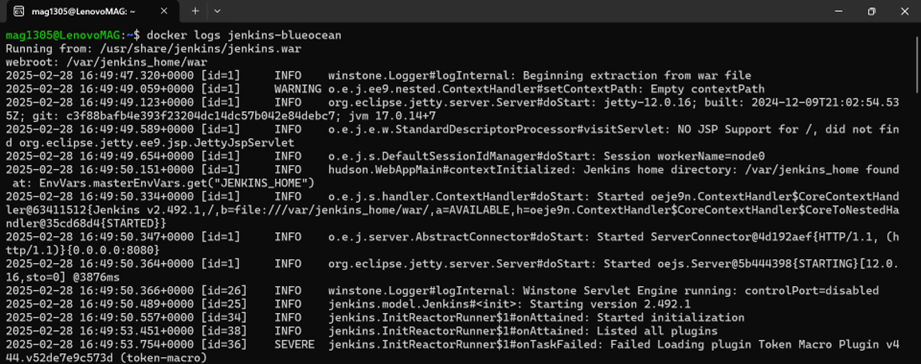 mag1305@LenovoMAG: ~
mag1305@LenovoMAG:~$ docker logs jenkins-blueocean
Running from: /usr/share/jenkins/jenkins.war
webroot: /var/jenkins_home/war
2025-02-28 16:49:47.320+0000 [id=1]     INFO    winstone.Logger#logInternal: Beginning extraction from war file
2025-02-28 16:49:49.059+0000 [id=1]     WARNING o.e.j.ee9.nested.ContextHandler#setContextPath: Empty contextPath
2025-02-28 16:49:49.123+0000 [id=1]     INFO    org.eclipse.jetty.server.Server#doStart: jetty-12.0.16; built: 2024-12-09T21:02:54.53
5Z; git: c3f88bafb4e393f23204dc14dc57b042e84debc7; jvm 17.0.14+7
2025-02-28 16:49:49.589+0000 [id=1]     INFO    o.e.j.e.w.StandardDescriptorProcessor#visitServlet: NO JSP Support for /, did not fin
d org.eclipse.jetty.ee9.jsp.JettyJspServlet
2025-02-28 16:49:49.654+0000 [id=1]     INFO    o.e.j.s.DefaultSessionIdManager#doStart: Session workerName=node0
2025-02-28 16:49:50.151+0000 [id=1]     INFO    hudson.WebAppMain#contextInitialized: Jenkins home directory: /var/jenkins_home found
 at: EnvVars.masterEnvVars.get("JENKINS_HOME")
2025-02-28 16:49:50.334+0000 [id=1]     INFO    o.e.j.s.handler.ContextHandler#doStart: Started oeje9n.ContextHandler$CoreContextHand
ler@63411512{Jenkins v2.492.1,/,b=file:///var/jenkins_home/war/,a=AVAILABLE,h=oeje9n.ContextHandler$CoreContextHandler$CoreToNestedHa
ndler@35cd68d4{STARTED}}
2025-02-28 16:49:50.347+0000 [id=1]     INFO    o.e.j.server.AbstractConnector#doStart: Started ServerConnector@4d192aef{HTTP/1.1, (h
ttp/1.1)}{0.0.0.0:8080}
2025-02-28 16:49:50.364+0000 [id=1]     INFO    org.eclipse.jetty.server.Server#doStart: Started oejs.Server@5b444398{STARTING}[12.0.
16,sto=0] @3876ms
2025-02-28 16:49:50.366+0000 [id=26]    INFO    winstone.Logger#logInternal: Winstone Servlet Engine running: controlPort=disabled
2025-02-28 16:49:50.489+0000 [id=25]    INFO    jenkins.model.Jenkins#<init>: Starting version 2.492.1
2025-02-28 16:49:50.557+0000 [id=34]    INFO    jenkins.InitReactorRunner$1#onAttained: Started initialization
2025-02-28 16:49:53.451+0000 [id=38]    INFO    jenkins.InitReactorRunner$1#onAttained: Listed all plugins
2025-02-28 16:49:53.754+0000 [id=36]    SEVERE  jenkins.InitReactorRunner$1#onTaskFailed: Failed Loading plugin Token Macro Plugin v4
44.v52de7e9c573d (token-macro)